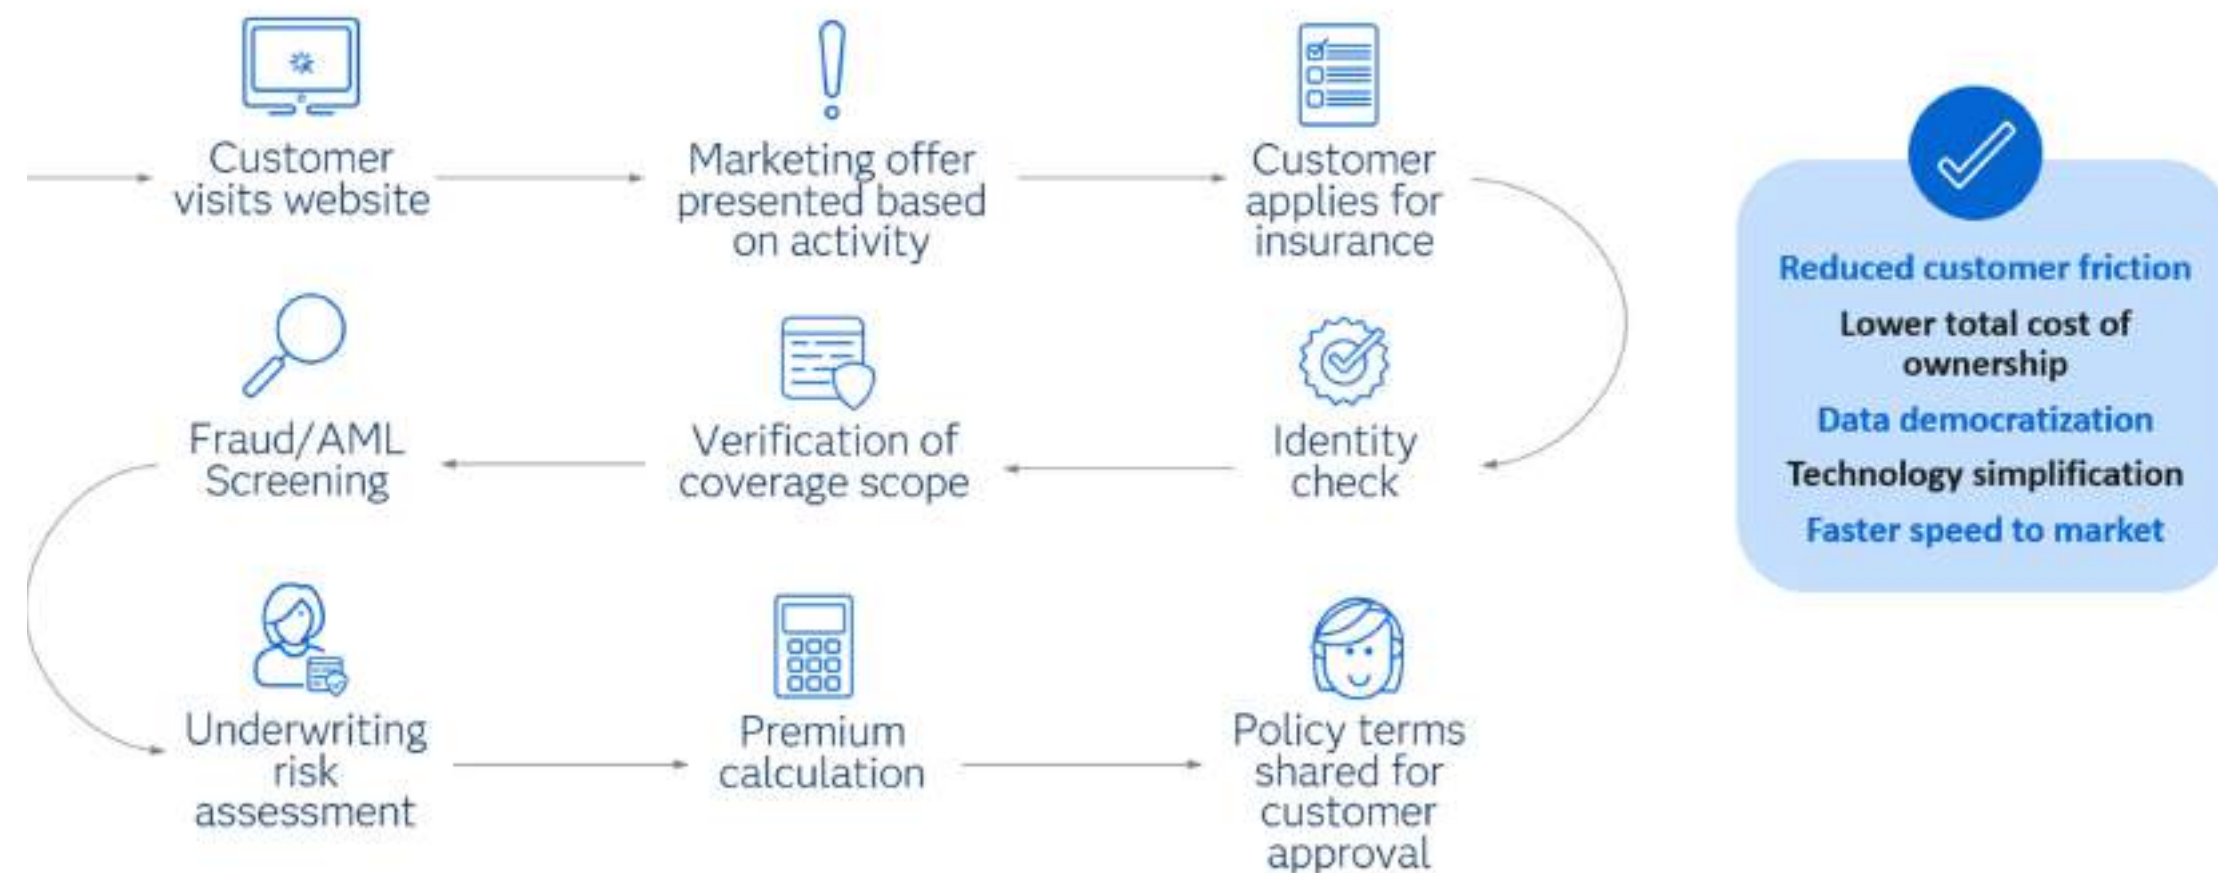 Customer
visits website
Marketing offer
presented based
on activity
Customer
applies for
insurance
Fraud/AML
Screening
Verification of
coverage scope
Identity
check
Underwriting
risk
assessment
Premium
calculation
Policy terms
shared for
customer
approval
Reduced customer friction
Lower total cost of
ownership
Data democratization
Technology simplification
Faster speed to market